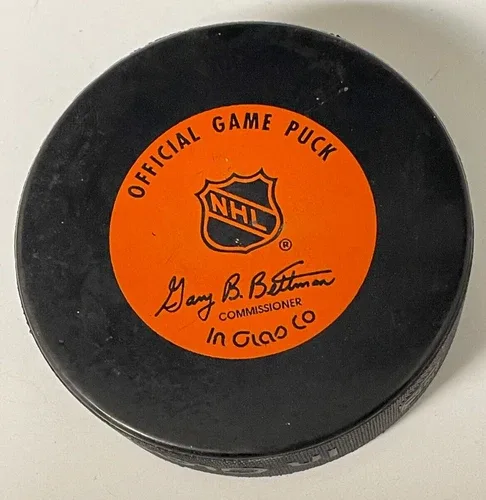 OFFICIAL GAME PUCK
NHL
®
Gary B. Bettman
COMMISSIONER
In Glas Co